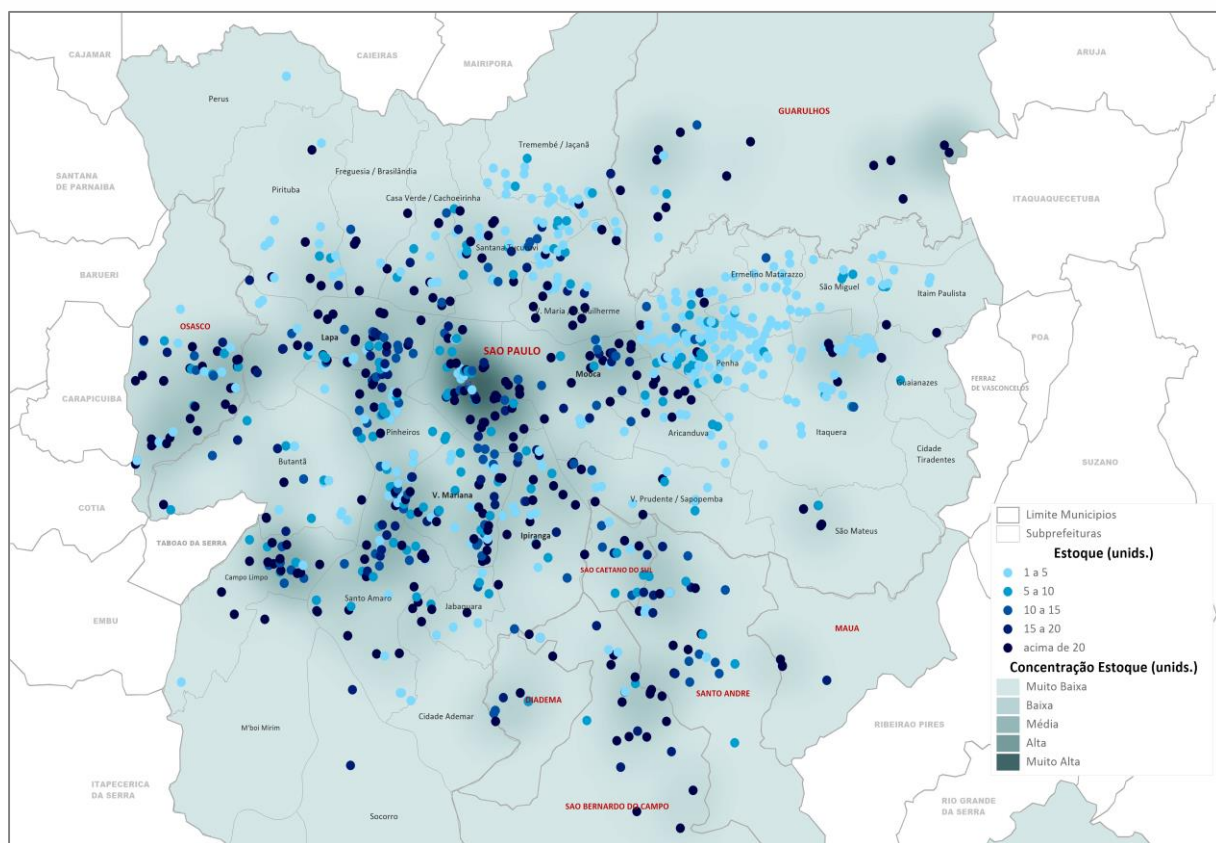 CAJAMAR
CAIEIRAS
MAIRIPORA
ARUJA
Perus
GUARULHOS
Tremembé / Jaçanã
Freguesia / Brasilândia
SANTANA
DE PARNAIBA
Pirituba
Casa Verde / Cachoeirinha
ITAQUAQUECETUBA
Santana Tucuruvi
BARUERI
Ermelino Matarazzo
São Miguel
Itaim Paulista
V. Maria / V. Guilherme
OSASCO
Lapa
SAO PAULO
POA
Penha
Mooca
Guaianazes
FERRAZ
DE VASCONCELOS
CARAPICUIBA
Pinheiros
Aricanduva
Itaquera
Butantã
Cidade
Tiradentes
SUZANO
V. Mariana
V. Prudente / Sapopemba
COTIA
São Mateus
Ipiranga
TABOAO DA SERRA
SAO CAETANO DO SUL
Campo Limpo
Santo Amaro
Jabaquara
EMBU
MAUA
SANTO ANDRE
DIADEMA
Cidade Ademar
M'boi Mirim
RIBEIRAO PIRES
ITAPECERICA
DA SERRA
SAO BERNARDO DO CAMPO
RIO GRANDE
DA SERRA
Socorro
Limite Municipios
Subprefeituras
Estoque (unids.)
1 a 5
5 a 10
10 a 15
15 a 20
acima de 20
Concentração Estoque (unids.)
Muito Baixa
Baixa
Média
Alta
Muito Alta